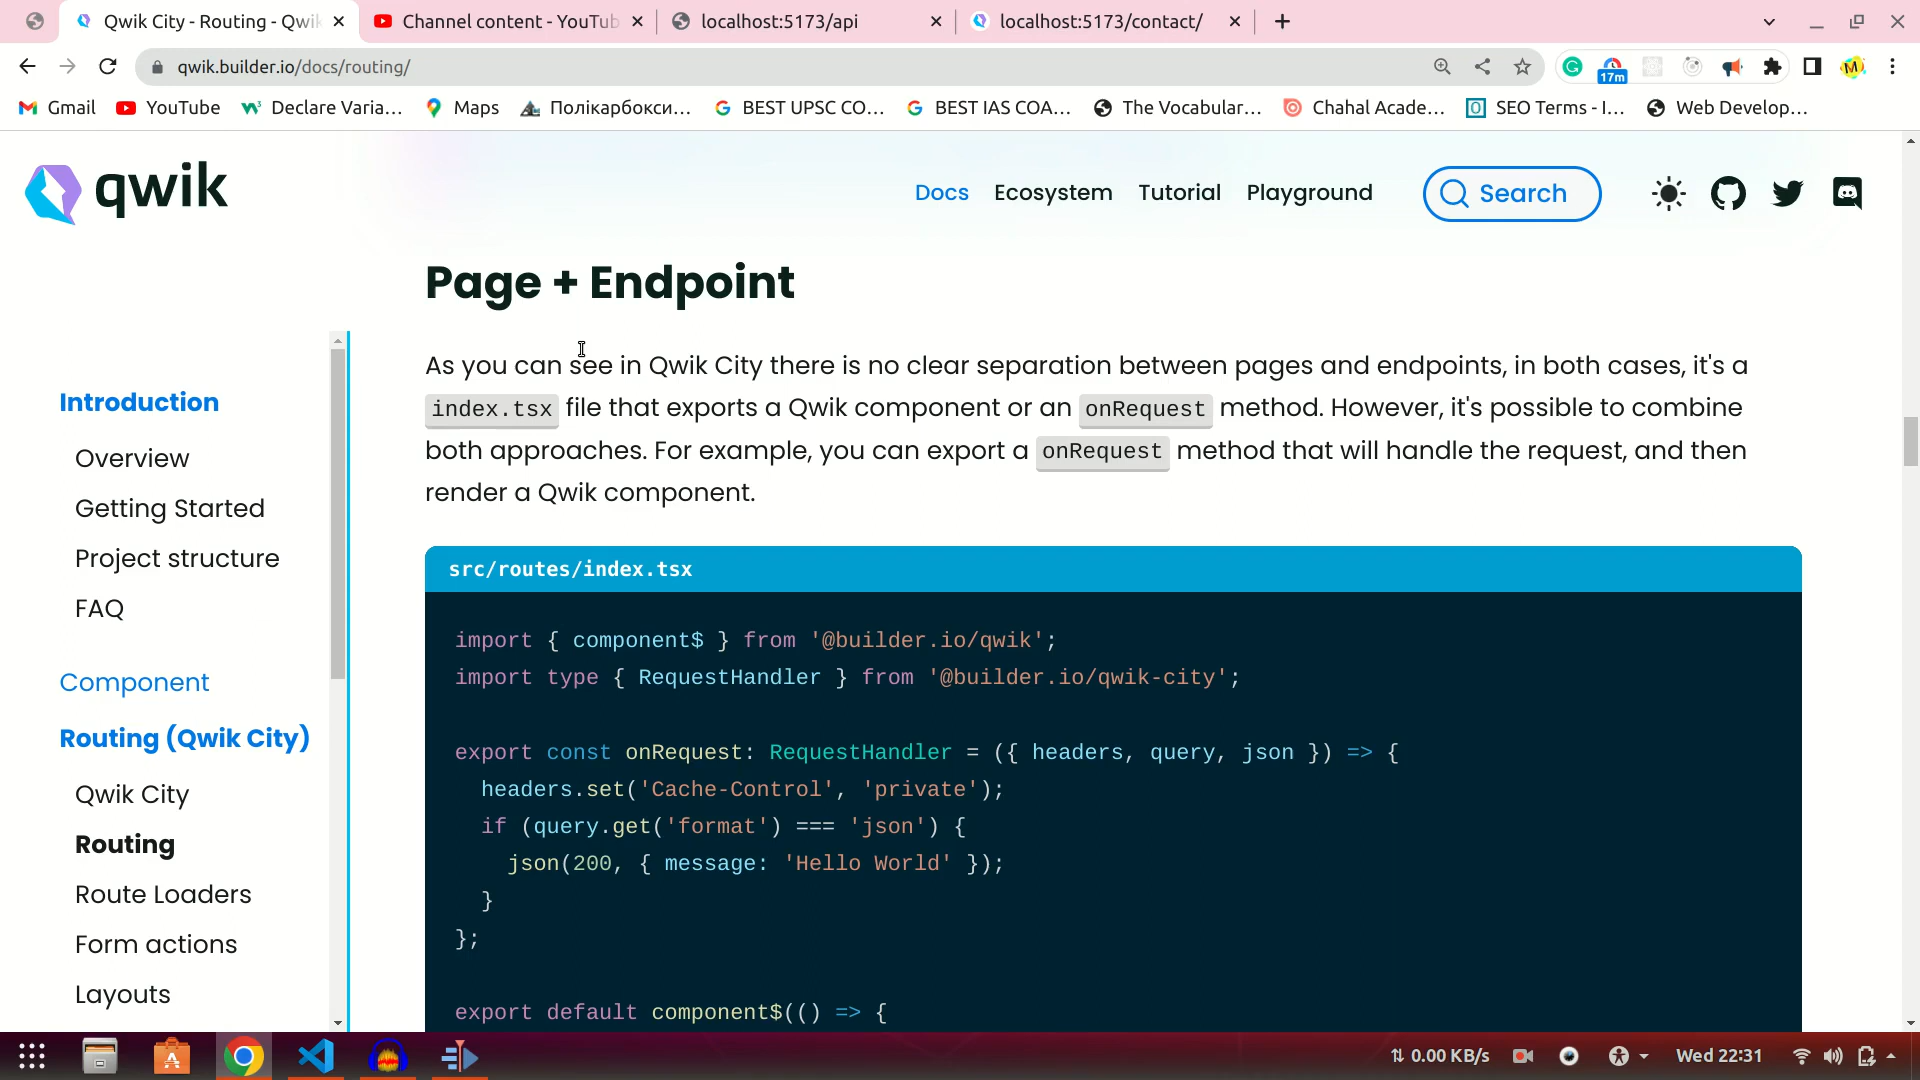 Qwik City - Routing - Qwik
Channel content - YouTub
localhost:5173/api
localhost:5173/contact/
qwik.builder.io/docs/routing/
17m
Gmail
YouTube
Declare Varia...
Maps
Полікарбокси...
BEST UPSC CO...
BEST IAS COA...
The Vocabular...
Chahal Acade...
SEO Terms - I...
Web Develop...
qwik
Docs
Ecosystem
Tutorial
Playground
Search
Introduction
Overview
Getting Started
Project structure
FAQ
Component
Routing (Qwik City)
Qwik City
Routing
Route Loaders
Form actions
Layouts
Page + Endpoint
As you can see in Qwik City there is no clear separation between pages and endpoints, in both cases, it's a
index.tsx file that exports a Qwik component or an onRequest method. However, it's possible to combine
both approaches. For example, you can export a onRequest method that will handle the request, and then
render a Qwik component.
src/routes/index.tsx
import { component$ } from '@builder.io/qwik';
import type { RequestHandler } from '@builder.io/qwik-city';
export const onRequest: RequestHandler = ({ headers, query, json }) => {
headers.set('Cache-Control', 'private');
if (query.get('format') === 'json') {
json(200, { message: 'Hello World' });
}
};
export default component$(() => {
0.00 KB/s
Wed 22:31